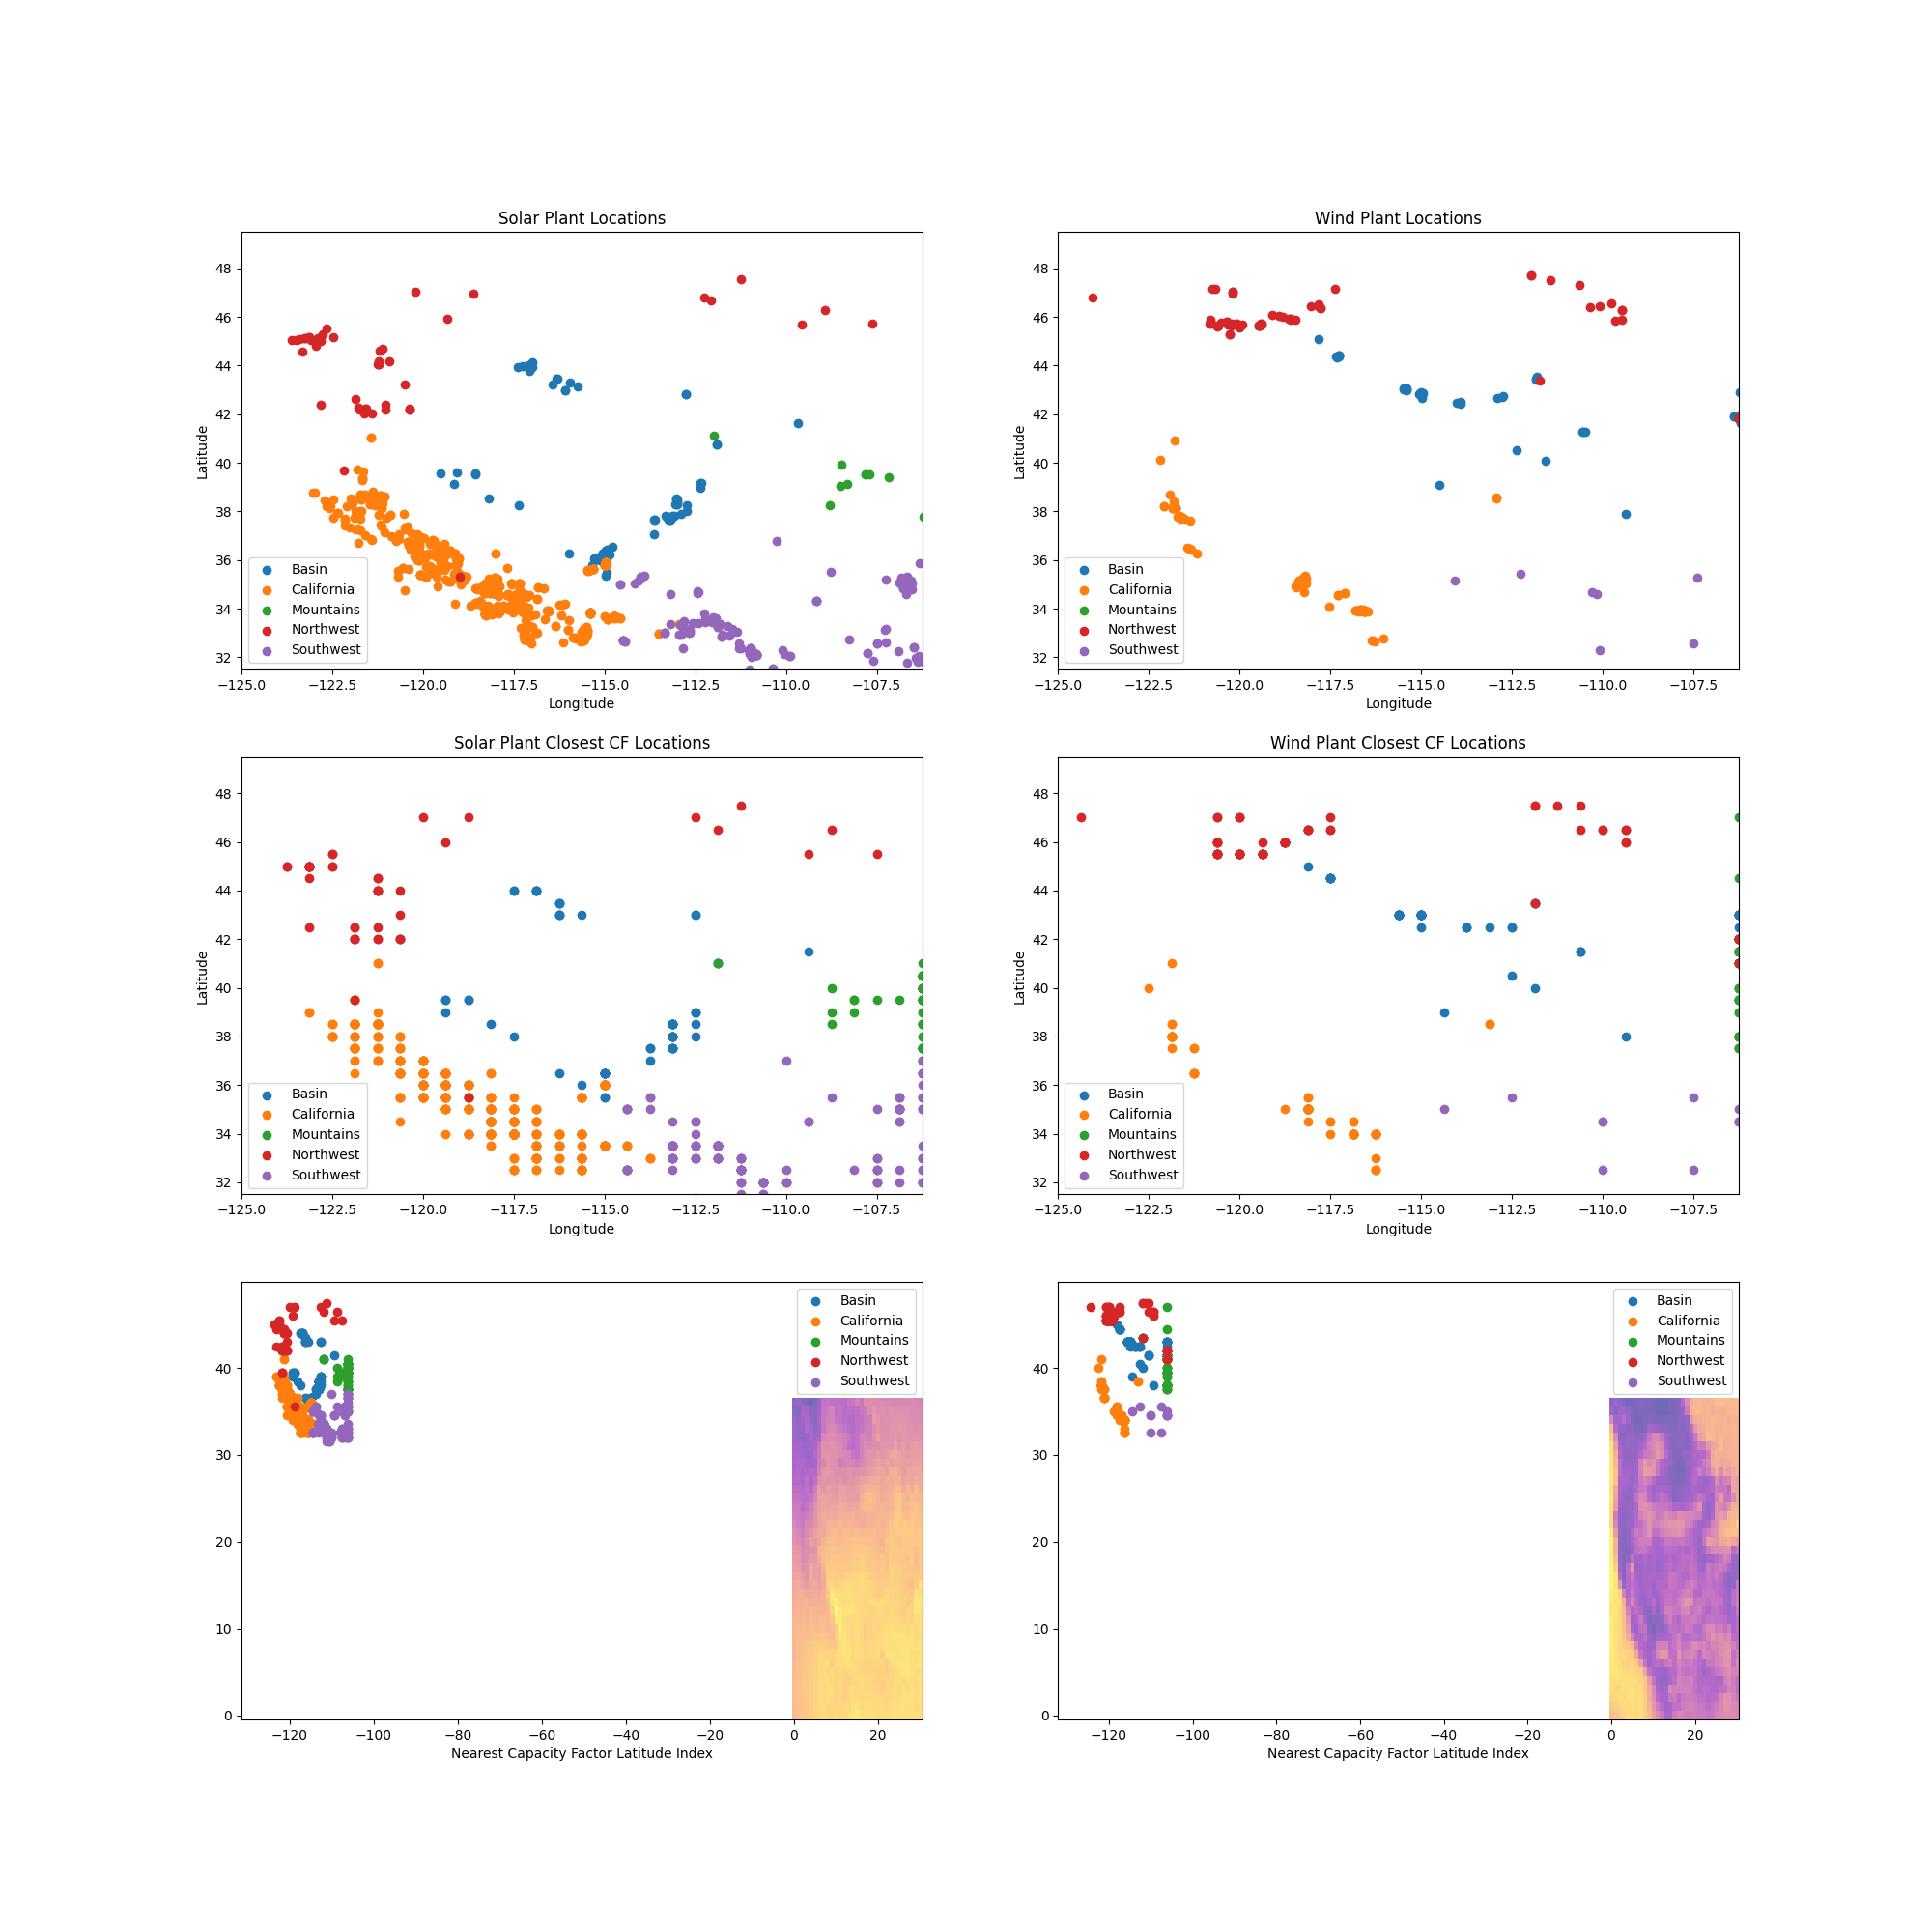 Solar Plant Locations
48
46
44
42
40
38
36
34
32
Latitude
Basin
California
Mountains
Northwest
Southwest
−125.0 −122.5 −120.0 −117.5 −115.0 −112.5 −110.0 −107.5
Longitude
Wind Plant Locations
48
46
44
42
40
38
36
34
32
Latitude
Basin
California
Mountains
Northwest
Southwest
−125.0 −122.5 −120.0 −117.5 −115.0 −112.5 −110.0 −107.5
Longitude
Solar Plant Closest CF Locations
48
46
44
42
40
38
36
34
32
Latitude
Basin
California
Mountains
Northwest
Southwest
−125.0 −122.5 −120.0 −117.5 −115.0 −112.5 −110.0 −107.5
Longitude
Wind Plant Closest CF Locations
48
46
44
42
40
38
36
34
32
Latitude
Basin
California
Mountains
Northwest
Southwest
−125.0 −122.5 −120.0 −117.5 −115.0 −112.5 −110.0 −107.5
Longitude
40
30
20
10
0
Basin
California
Mountains
Northwest
Southwest
−120 −100 −80 −60 −40 −20 0 20
Nearest Capacity Factor Latitude Index
40
30
20
10
0
Basin
California
Mountains
Northwest
Southwest
−120 −100 −80 −60 −40 −20 0 20
Nearest Capacity Factor Latitude Index